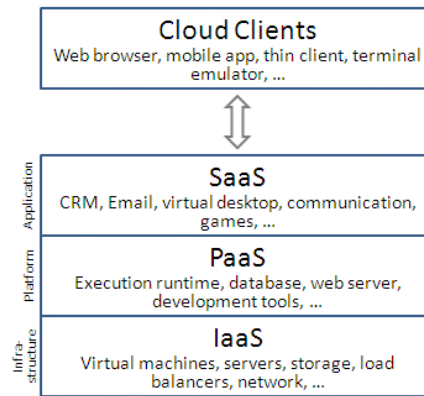 Cloud Clients
Web browser, mobile app, thin client, terminal
emulator, ...
Application
SaaS
CRM, Email, virtual desktop, communication,
games, ...
Platform
PaaS
Execution runtime, database, web server,
development tools, ...
Infra-
structure
IaaS
Virtual machines, servers, storage, load
balancers, network, ...